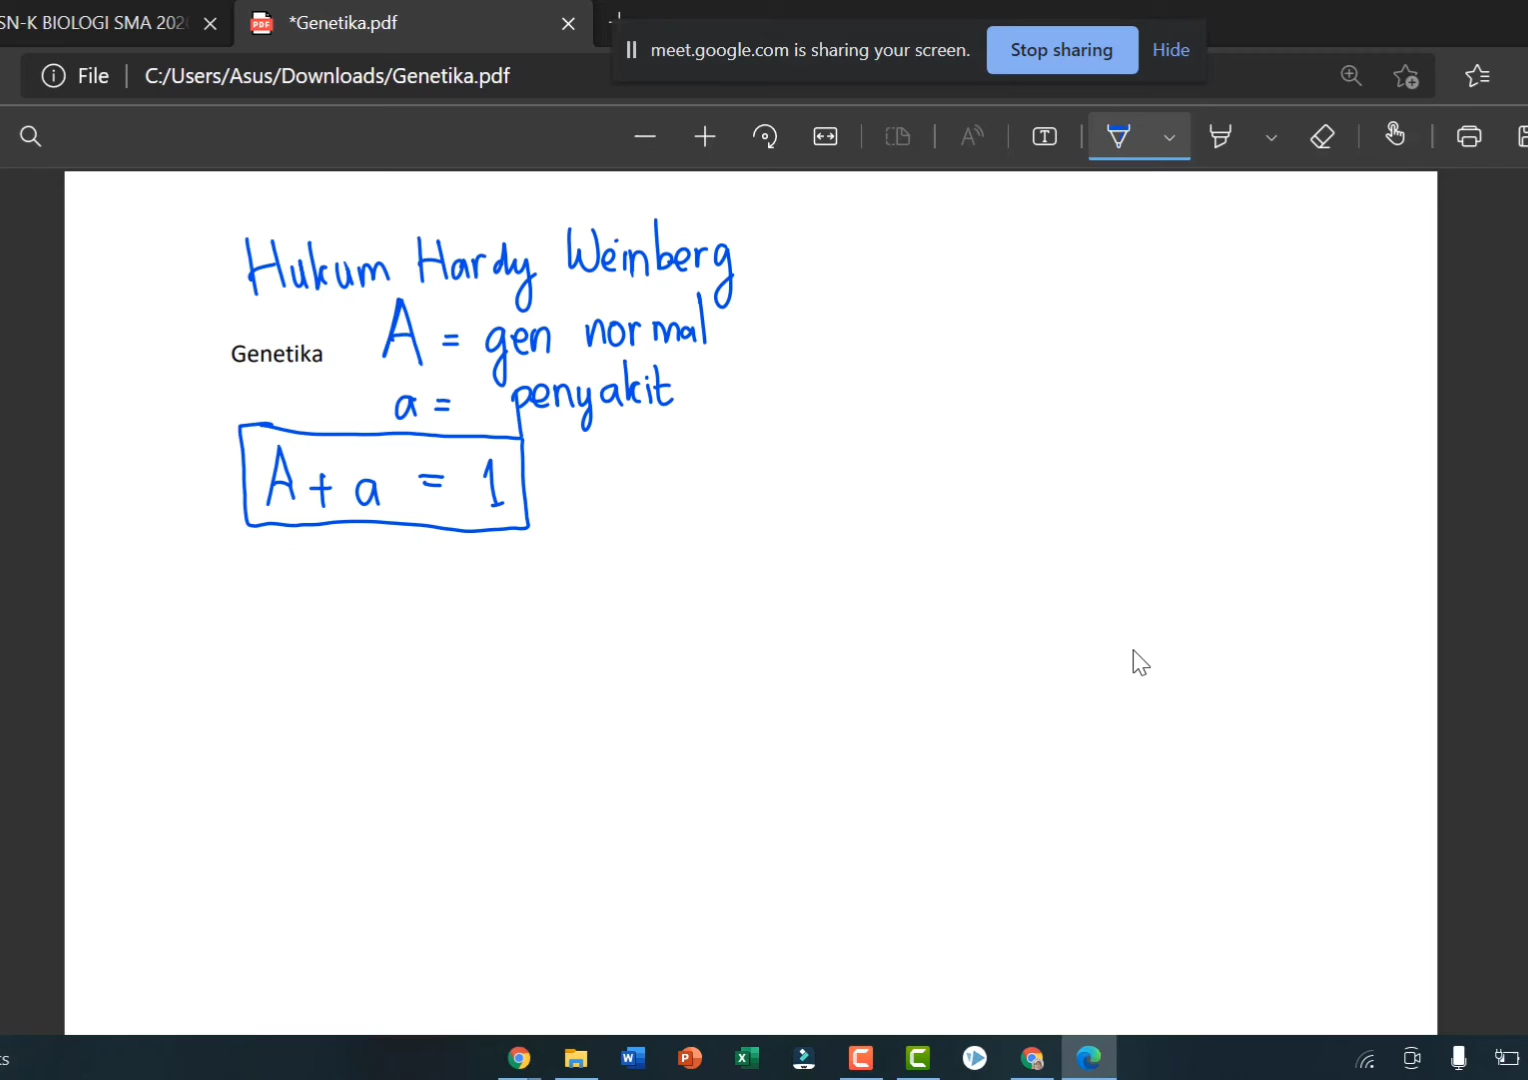 SN-K BIOLOGI SMA 202
*Genetika.pdf
meet.google.com is sharing your screen.
Stop sharing
Hide
File
C:/Users/Asus/Downloads/Genetika.pdf
Hukum Hardy Weinberg
A = gen normal
Genetika
a = penyakit
A + a = 1